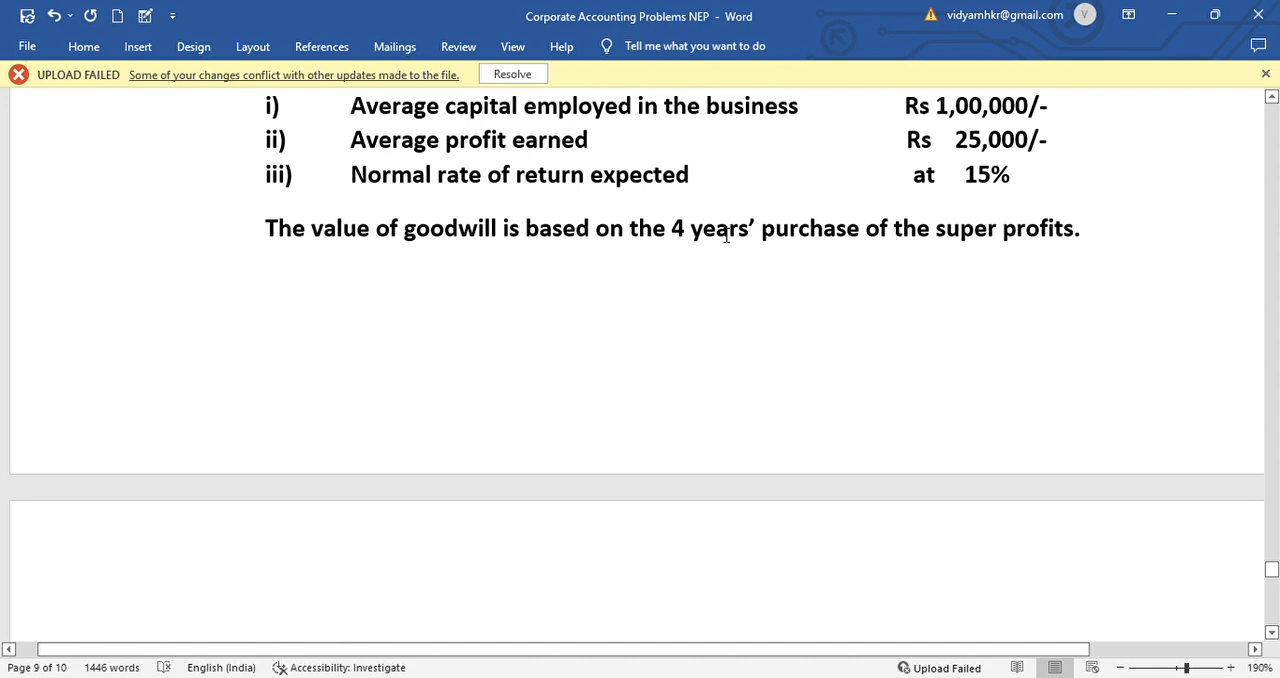 Corporate Accounting Problems NEP - Word
vidyamhkr@gmail.com V
File Home Insert Design Layout References Mailings Review View Help Tell me what you want to do
UPLOAD FAILED Some of your changes conflict with other updates made to the file. Resolve
i) Average capital employed in the business Rs 1,00,000/-
ii) Average profit earned Rs 25,000/-
iii) Normal rate of return expected at 15%
The value of goodwill is based on the 4 years’ purchase of the super profits.
Page 9 of 10 1446 words English (India) Accessibility: Investigate Upload Failed 190%